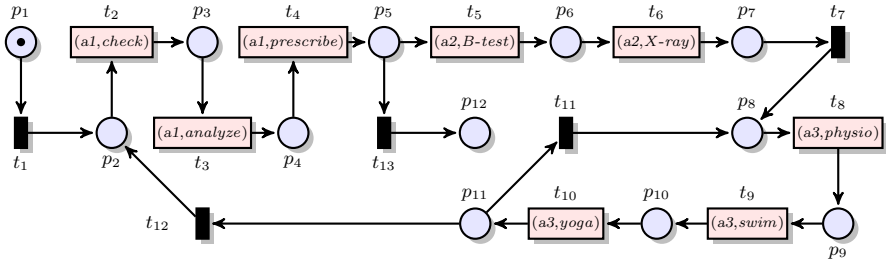 p1 t2 p3 t4 p5 t5 p6 t6 p7 t7
(a1,check) (a1,prescribe) (a2,B-test) (a2,X-ray)
p12 t11 p8 t8
(a1,analyze) (a3,physio)
t1 p2 t3 p4 t13
p11 t10 p10 t9
t12 (a3,yoga) (a3,swim)
p9